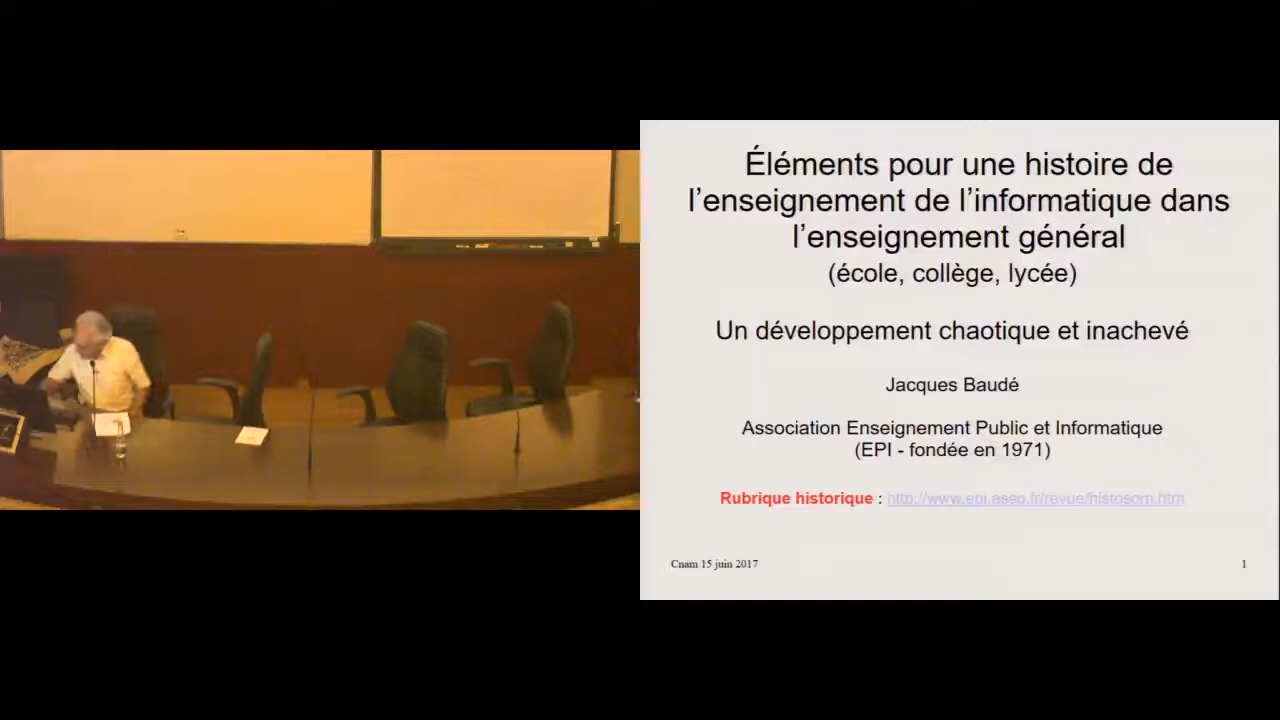 Éléments pour une histoire de
l’enseignement de l’informatique dans
l’enseignement général
(école, collège, lycée)
Un développement chaotique et inachevé
Jacques Baudé
Association Enseignement Public et Informatique
(EPI - fondée en 1971)
Rubrique historique : http://www.epi.asso.fr/revue/histosom.htm
Cnam 15 juin 2017
1